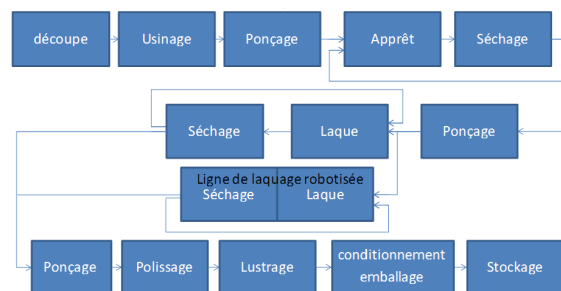 découpe
Usinage
Ponçage
Apprêt
Séchage
Séchage
Laque
Ponçage
Ligne de laquage robotisée
Séchage
Laque
Ponçage
Polissage
Lustrage
conditionnement
emballage
Stockage